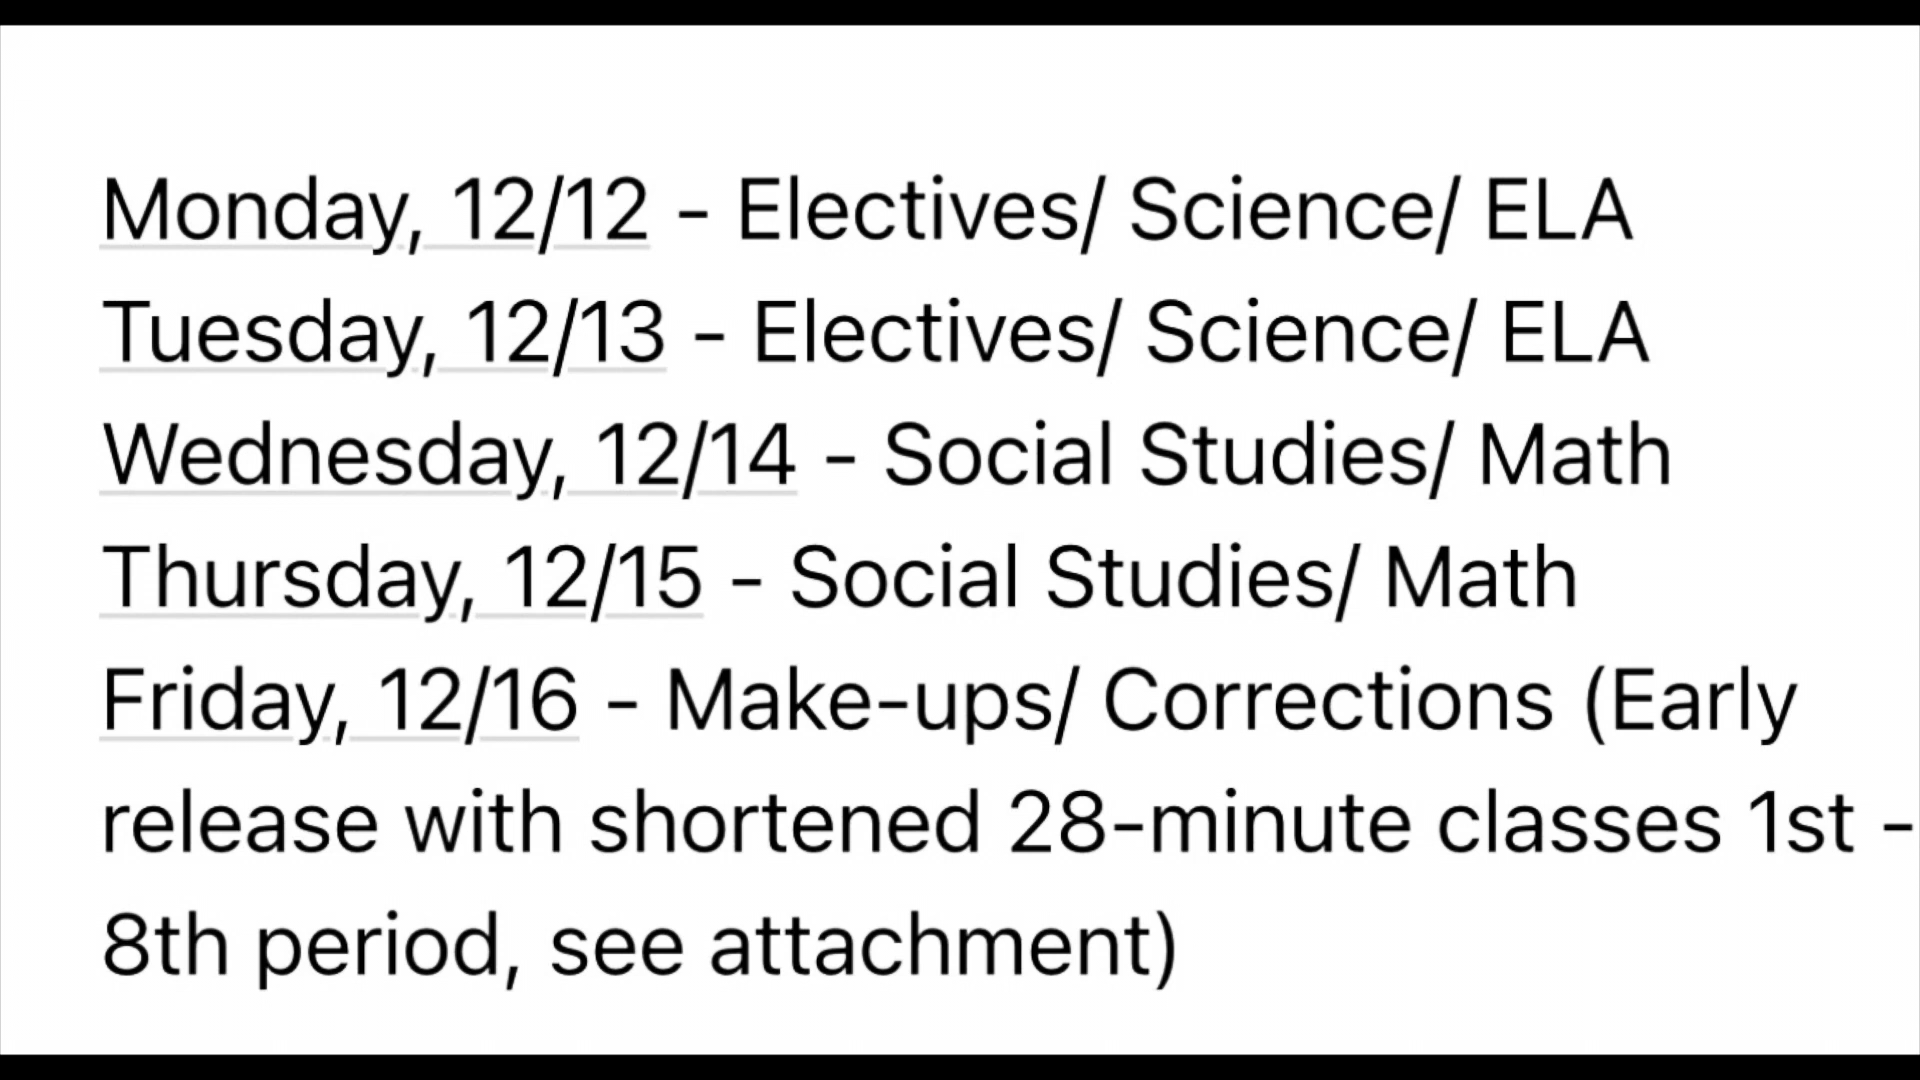 Monday, 12/12 - Electives/ Science/ ELA
Tuesday, 12/13 - Electives/ Science/ ELA
Wednesday, 12/14 - Social Studies/ Math
Thursday, 12/15 - Social Studies/ Math
Friday, 12/16 - Make-ups/ Corrections (Early
release with shortened 28-minute classes 1st -
8th period, see attachment)